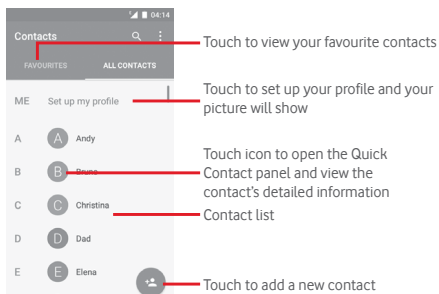 04:14
Contacts
FAVOURITES ALL CONTACTS
ME Set up my profile
A A Andy
B B Bruno
C C Christina
D D Dad
E E Elena
Touch to view your favourite contacts
Touch to set up your profile and your
picture will show
Touch icon to open the Quick
Contact panel and view the
contact's detailed information
Contact list
Touch to add a new contact